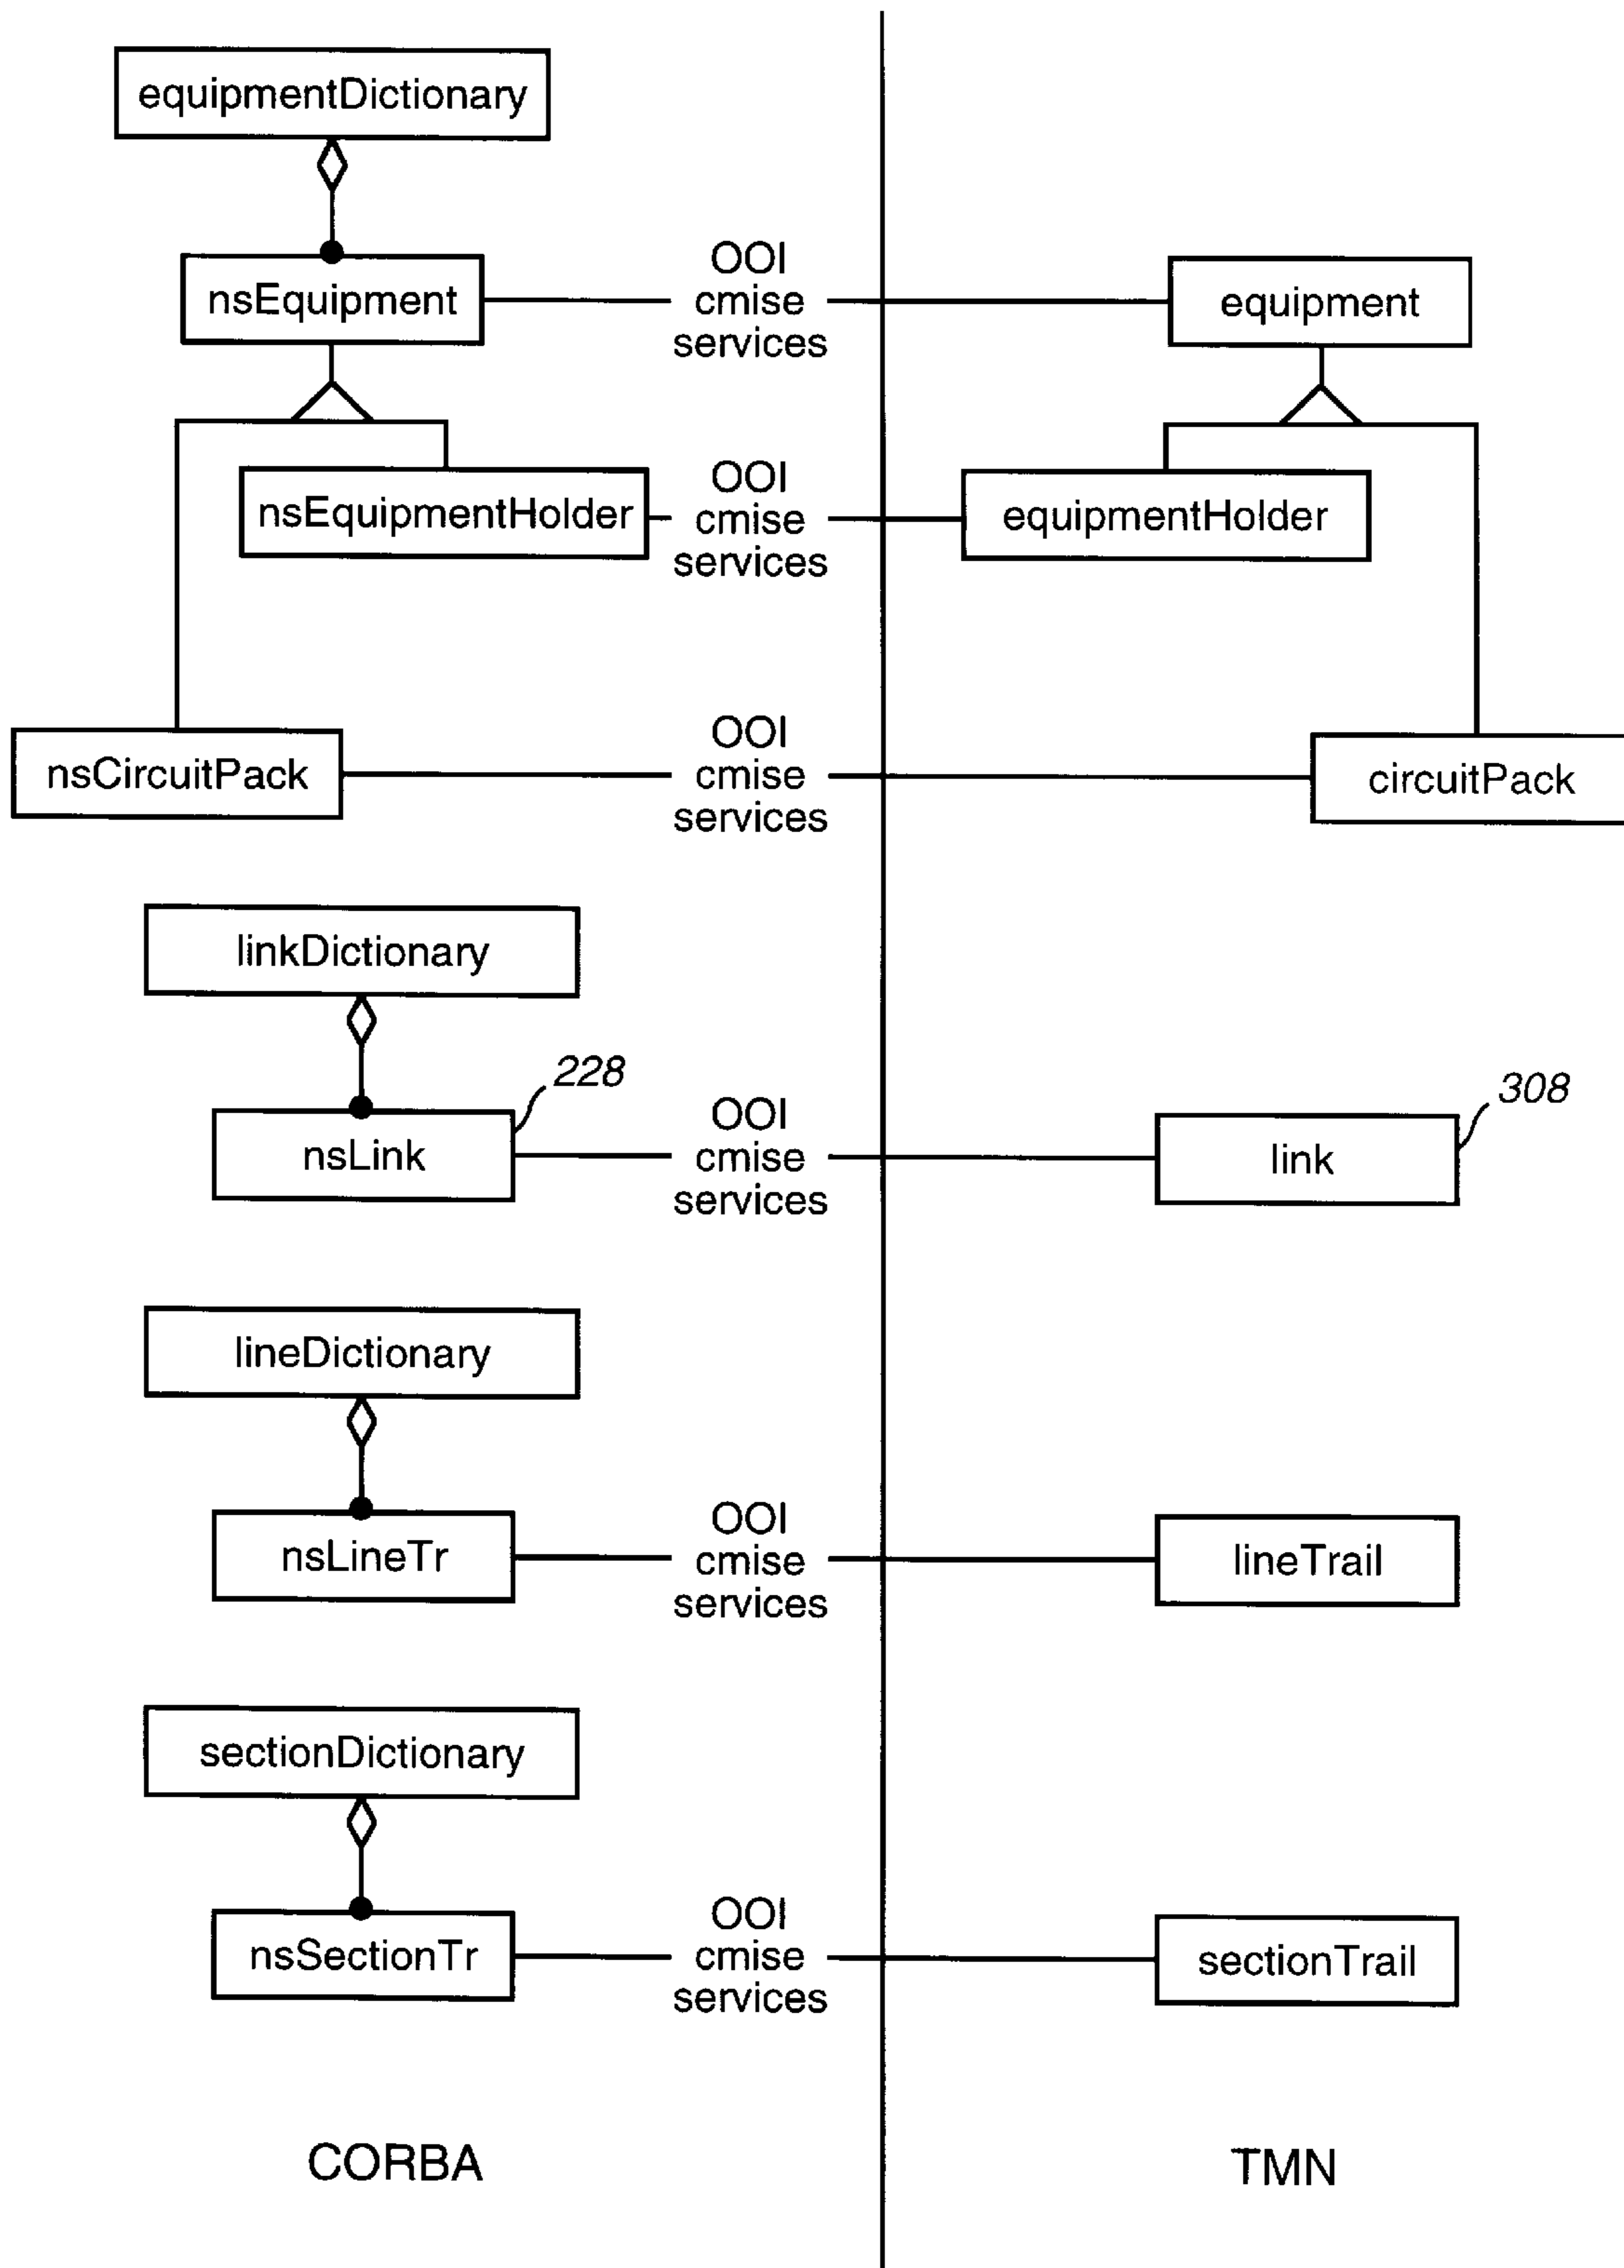 equipmentDictionary
nsEquipment
OOI
cmise
services
equipment
nsEquipmentHolder
OOI
cmise
services
equipmentHolder
nsCircuitPack
OOI
cmise
services
circuitPack
linkDictionary
228
nsLink
OOI
cmise
services
308
link
lineDictionary
nsLineTr
OOI
cmise
services
lineTrail
sectionDictionary
nsSectionTr
OOI
cmise
services
sectionTrail
CORBA
TMN